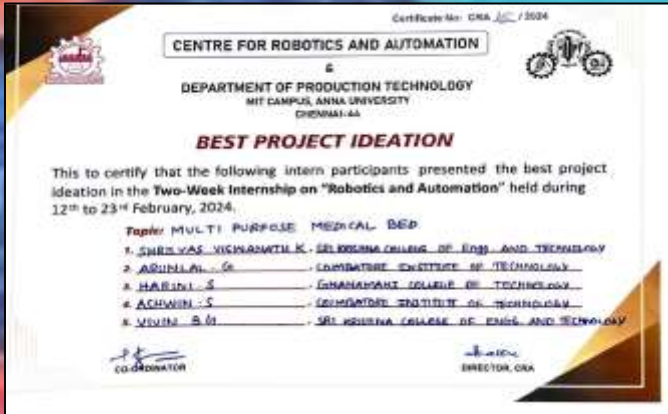 Certificate No: CRA / 2024
CENTRE FOR ROBOTICS AND AUTOMATION
&
DEPARTMENT OF PRODUCTION TECHNOLOGY
MIT CAMPUS, ANNA UNIVERSITY
CHENNAI-44
BEST PROJECT IDEATION
This to certify that the following intern participants presented the best project
ideation in the Two-Week Internship on "Robotics and Automation" held during
12th to 23rd February, 2024.
Topic: MULTI PURPOSE MEDICAL BED
1. VISWANATH K. SRI KRISHNA COLLEGE OF Engg AND TECHNOLOGY
2. ARUNLAL. G COIMBATORE INSTITUTE OF TECHNOLOGY
3. HARINI. S COLLEGE OF TECHNOLOGY
4. ACHWIN. S COIMBATORE INSTITUTE OF TECHNOLOGY
5. SRI KRISHNA COLLEGE OF ENGG AND TECHNOLOGY
CO-ORDINATOR
DIRECTOR, CRA